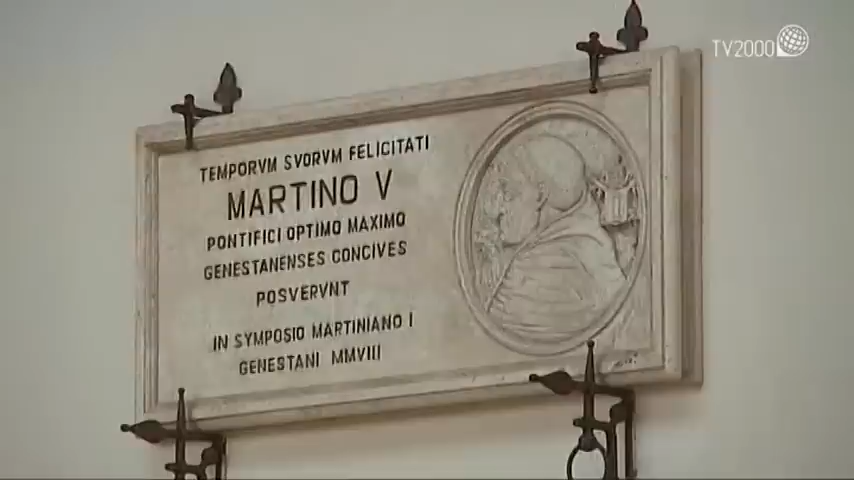 TV2000
TEMPORVM SVORVM FELICITATI
MARTINO V
PONTIFICI OPTIMO MAXIMO
GENESTANENSES CONCIVES
POSVERVNT
IN SYMPOSIO MARTINIANO I
GENESTANI MMVIII